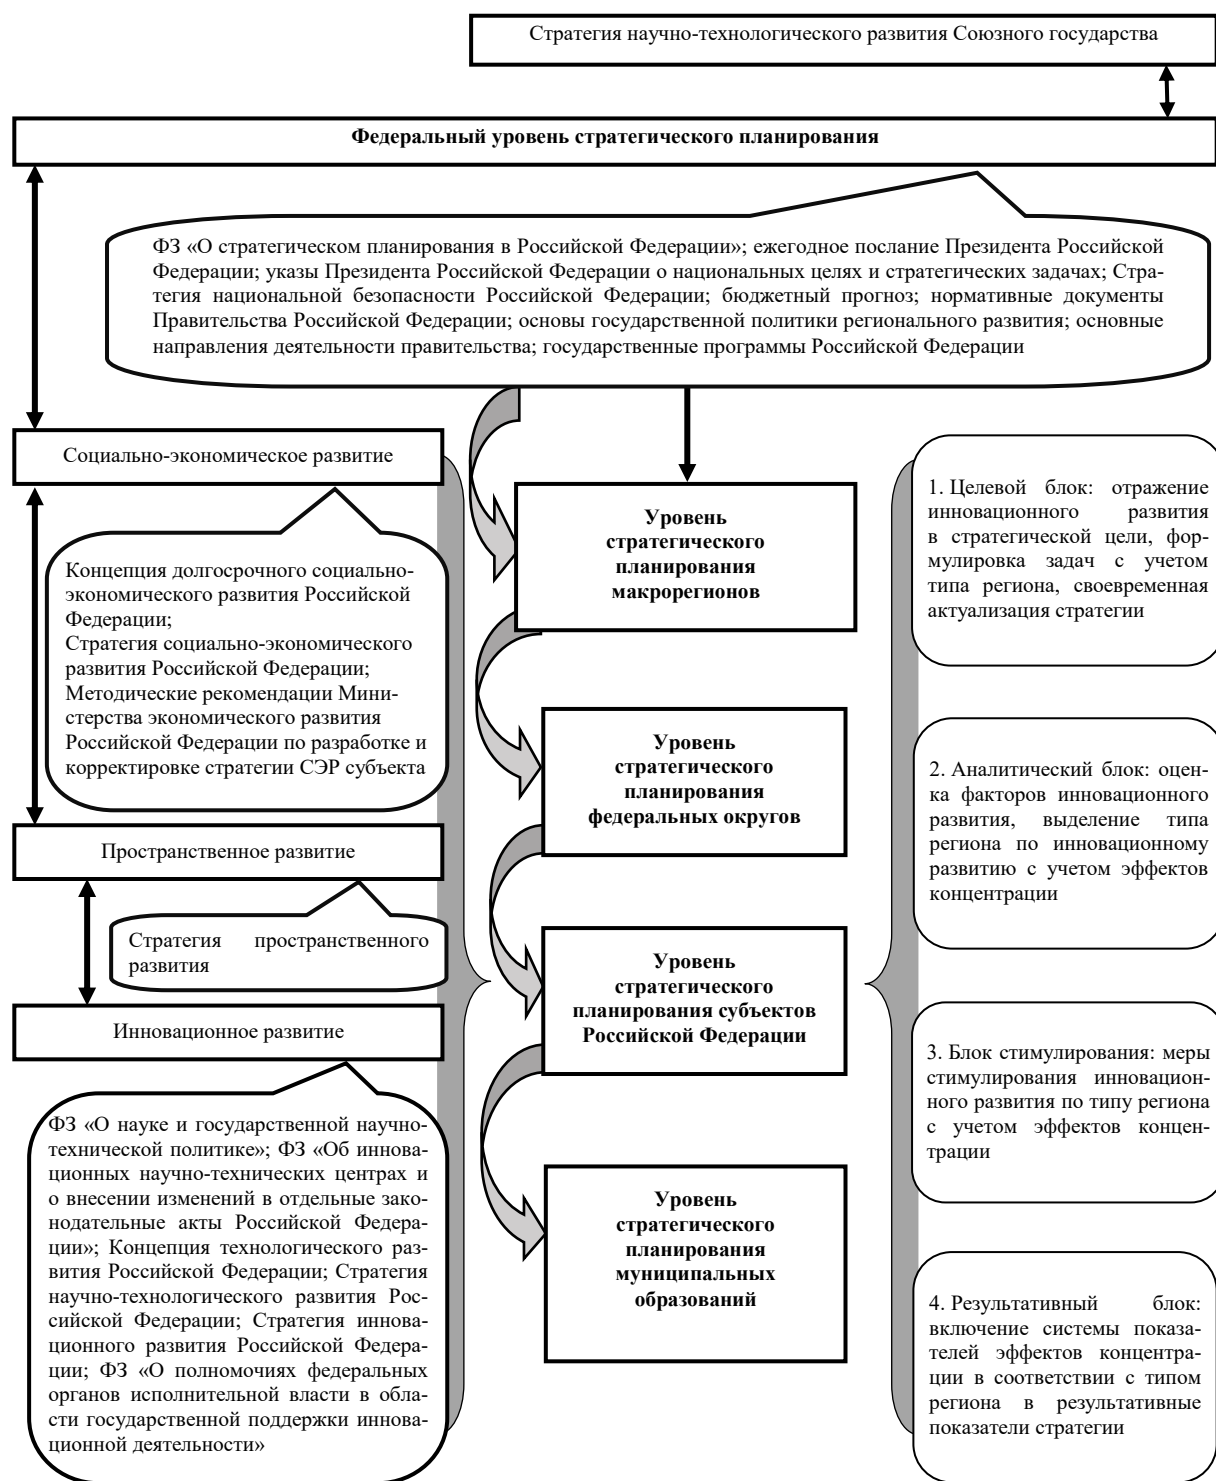 Стратегия научно-технологического развития Союзного государства
Федеральный уровень стратегического планирования
ФЗ «О стратегическом планирования в Российской Федерации»; ежегодное послание Президента Российской
Федерации; указы Президента Российской Федерации о национальных целях и стратегических задачах; Стра-
тегия национальной безопасности Российской Федерации; бюджетный прогноз; нормативные документы
Правительства Российской Федерации; основы государственной политики регионального развития; основные
направления деятельности правительства; государственные программы Российской Федерации
Социально-экономическое развитие
Концепция долгосрочного социально-
экономического развития Российской
Федерации;
Стратегия социально-экономического
развития Российской Федерации;
Методические рекомендации Мини-
стерства экономического развития
Российской Федерации по разработке и
корректировке стратегии СЭР субъекта
Пространственное развитие
Стратегия пространственного
развития
Инновационное развитие
ФЗ «О науке и государственной научно-
технической политике»; ФЗ «Об иннова-
ционных научно-технических центрах и
о внесении изменений в отдельные зако-
нодательные акты Российской Федера-
ции»; Концепция технологического раз-
вития Российской Федерации; Стратегия
научно-технологического развития Рос-
сийской Федерации; Стратегия иннова-
ционного развития Российской Федера-
ции; ФЗ «О полномочиях федеральных
органов исполнительной власти в обла-
сти государственной поддержки иннова-
ционной деятельности»
Уровень
стратегического
планирования
макрорегионов
Уровень
стратегического
планирования
федеральных округов
Уровень
стратегического
планирования субъектов
Российской Федерации
Уровень
стратегического
планирования
муниципальных
образований
1. Целевой блок: отражение
инновационного развития
в стратегической цели, фор-
мулировка задач с учетом
типа региона, своевременная
актуализация стратегии
2. Аналитический блок: оцен-
ка факторов инновационного
развития, выделение типа
региона по инновационному
развитию с учетом эффектов
концентрации
3. Блок стимулирования: меры
стимулирования инновацион-
ного развития по типу региона
с учетом эффектов концен-
трации
4. Результативный блок:
включение системы показа-
телей эффектов концентра-
ции в соответствии с типом
региона в результативные
показатели стратегии